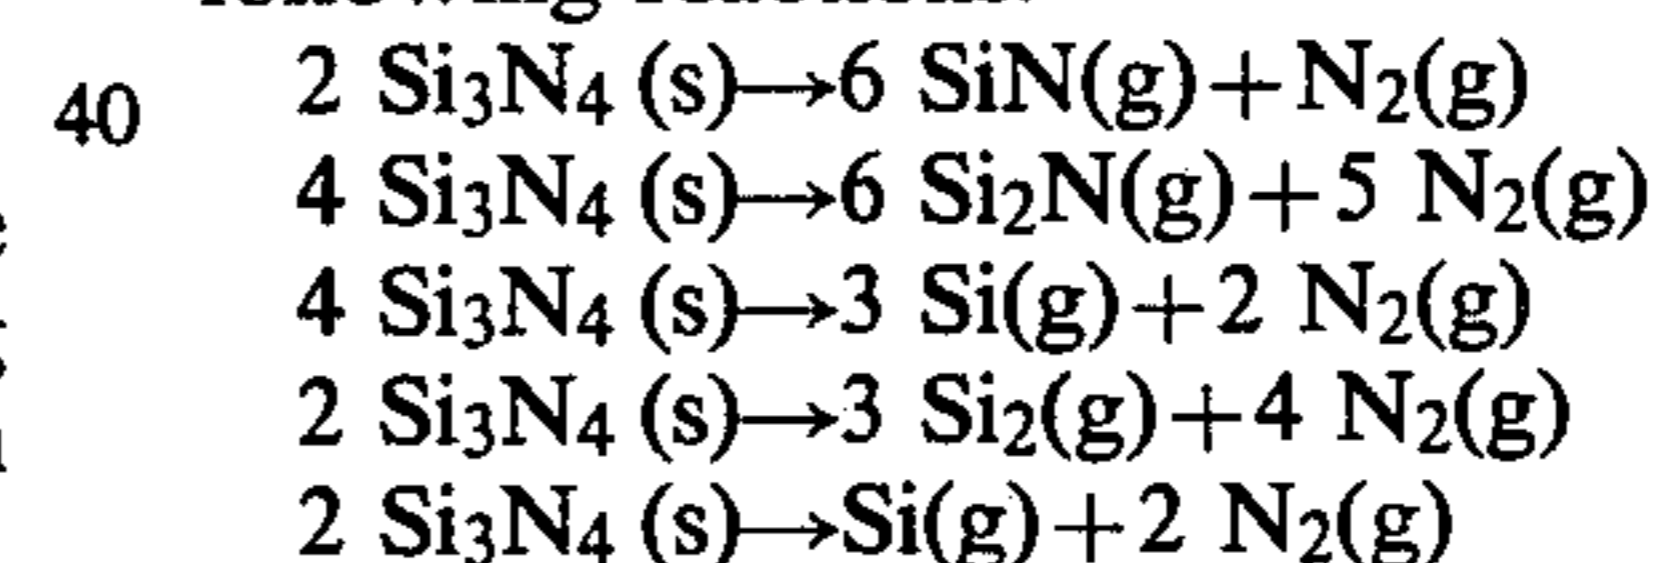 40 2 Si3N4 (s)→6 SiN(g)+N2(g)
4 Si3N4 (s)→6 Si2N(g)+5 N2(g)
4 Si3N4 (s)→3 Si(g)+2 N2(g)
2 Si3N4 (s)→3 Si2(g)+4 N2(g)
2 Si3N4 (s)→Si(g)+2 N2(g)